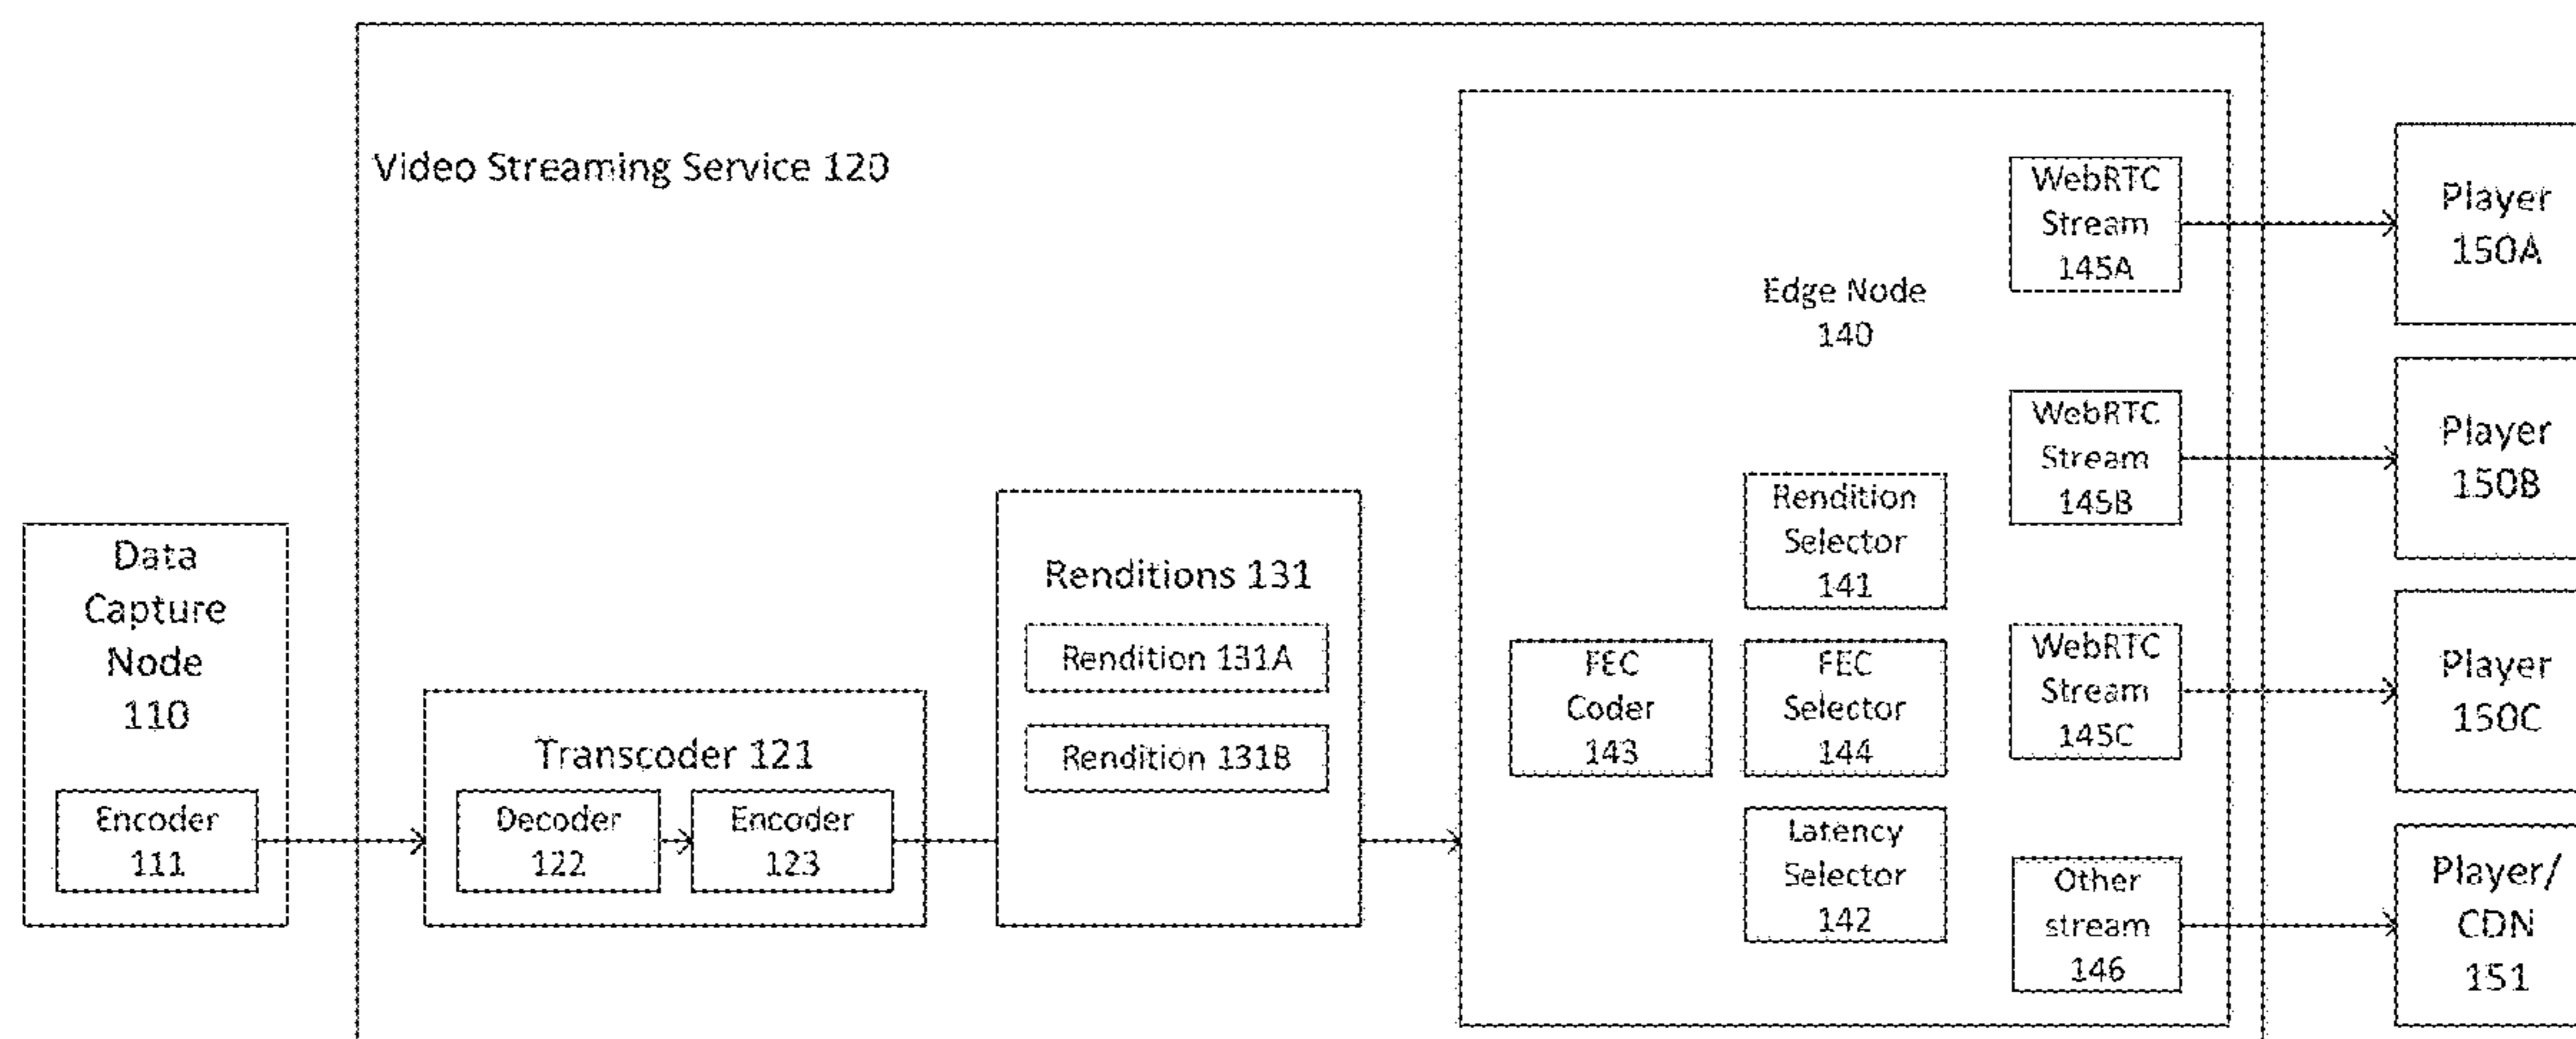 Video Streaming Service 120
Data
Capture
Node
110
Encoder
111
Transcoder 121
Decoder
122
Encoder
123
Renditions 131
Rendition 131A
Rendition 131B
Edge Node
140
Rendition
Selector
141
FEC
Coder
143
FEC
Selector
144
Latency
Selector
142
WebRTC
Stream
145A
WebRTC
Stream
145B
WebRTC
Stream
145C
Other
stream
146
Player
150A
Player
150B
Player
150C
Player/
CDN
151